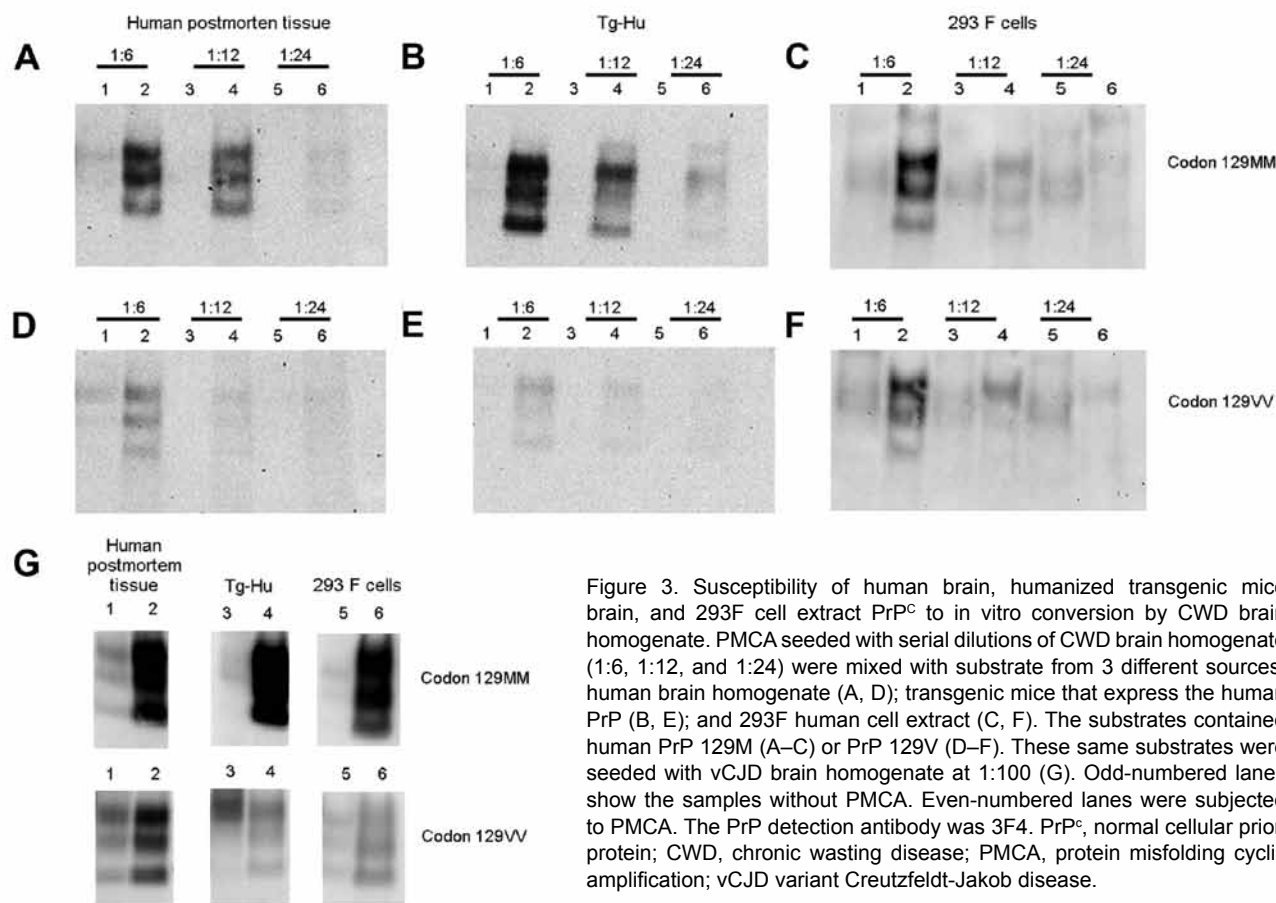 Human postmorten tissue
Tg-Hu
293 F cells
A
1:6
1:12
1:24
1 2 3 4 5 6
B
1:6
1:12
1:24
1 2 3 4 5 6
C
1:6
1:12
1:24
1 2 3 4 5 6
Codon 129MM
D
1:6
1:12
1:24
1 2 3 4 5 6
E
1:6
1:12
1:24
1 2 3 4 5 6
F
1:6
1:12
1:24
1 2 3 4 5 6
Codon 129VV
G
Human
postmortem
tissue
Tg-Hu
293 F cells
1 2 3 4 5 6
Codon 129MM
1 2 3 4 5 6
Codon 129VV
Figure 3. Susceptibility of human brain, humanized transgenic mice
brain, and 293F cell extract PrPC to in vitro conversion by CWD brain
homogenate. PMCA seeded with serial dilutions of CWD brain homogenate
(1:6, 1:12, and 1:24) were mixed with substrate from 3 different sources
human brain homogenate (A, D); transgenic mice that express the human
PrP (B, E); and 293F human cell extract (C, F). The substrates contained
human PrP 129M (A–C) or PrP 129V (D–F). These same substrates were
seeded with vCJD brain homogenate at 1:100 (G). Odd-numbered lane
show the samples without PMCA. Even-numbered lanes were subjected
to PMCA. The PrP detection antibody was 3F4. PrPc, normal cellular prion
protein; CWD, chronic wasting disease; PMCA, protein misfolding cycli
amplification; vCJD variant Creutzfeldt-Jakob disease.